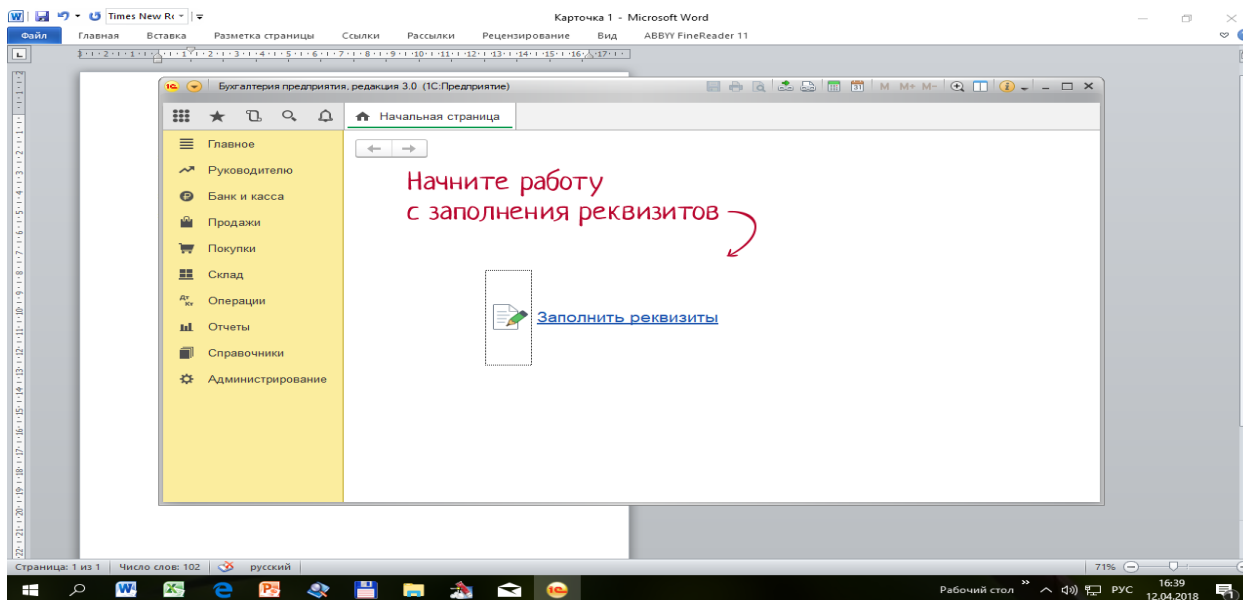 Times New Rc
Карточка 1 - Microsoft Word
Файл Главная Вставка Разметка страницы Ссылки Рассылки Рецензирование Вид ABBYY FineReader 11
Бухгалтерия предприятия, редакция 3.0 (1С:Предприятие)
M M+ M-
Начальная страница
Главное
Руководителю
Банк и касса
Продажи
Покупки
Склад
Операции
Отчеты
Справочники
Администрирование
Начните работу
с заполнения реквизитов
Заполнить реквизиты
Страница: 1 из 1 Число слов: 102 русский 71%
Рабочий стол РУС 16:39
12.04.2018